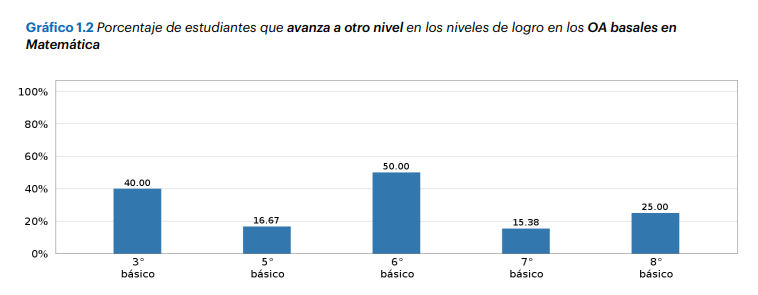 Gráfico 1.2 Porcentaje de estudiantes que avanza a otro nivel en los niveles de logro en los OA basales en
Matemática
100%
80%
60%
40%
20%
0%
40.00
16.67
50.00
15.38
25.00
3° básico
5° básico
6° básico
7° básico
8° básico